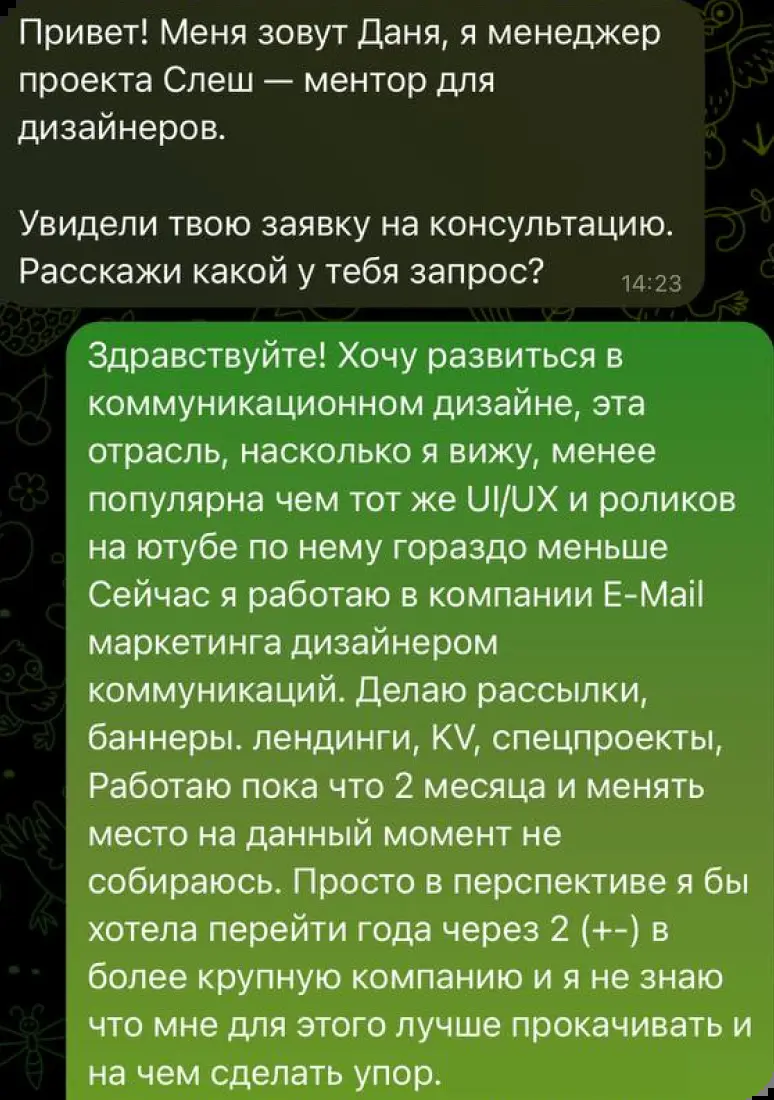 Привет! Меня зовут Даня, я менеджер
проекта Слеш — ментор для
дизайнеров.
Увидели твою заявку на консультацию.
Расскажи какой у тебя запрос?
14:23
Здравствуйте! Хочу развиться в
коммуникационном дизайне, эта
отрасль, насколько я вижу, менее
популярна чем тот же UI/UX и роликов
на ютубе по нему гораздо меньше
Сейчас я работаю в компании E-Mail
маркетинга дизайнером
коммуникаций. Делаю рассылки,
баннеры. лендинги, KV, спецпроекты,
Работаю пока что 2 месяца и менять
место на данный момент не
собираюсь. Просто в перспективе я бы
хотела перейти года через 2 (+-) в
более крупную компанию и я не знаю
что мне для этого лучше прокачивать и
на чем сделать упор.